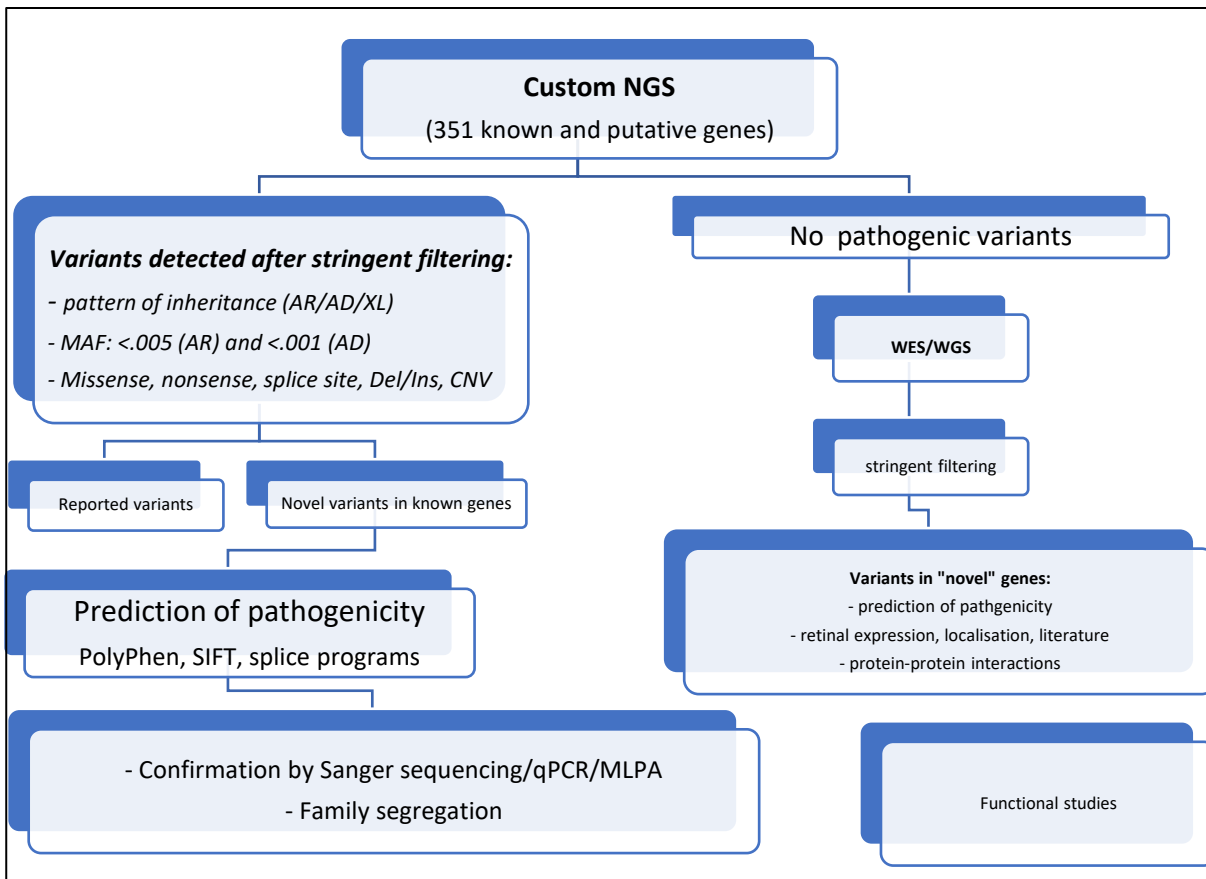 Custom NGS
(351 known and putative genes)
Variants detected after stringent filtering:
- pattern of inheritance (AR/AD/XL)
- MAF: <.005 (AR) and <.001 (AD)
- Missense, nonsense, splice site, Del/Ins, CNV
No pathogenic variants
WES/WGS
stringent filtering
Reported variants
Novel variants in known genes
Prediction of pathogenicity
PolyPhen, SIFT, splice programs
Variants in "novel" genes:
- prediction of pathgenicity
- retinal expression, localisation, literature
- protein-protein interactions
- Confirmation by Sanger sequencing/qPCR/MLPA
- Family segregation
Functional studies